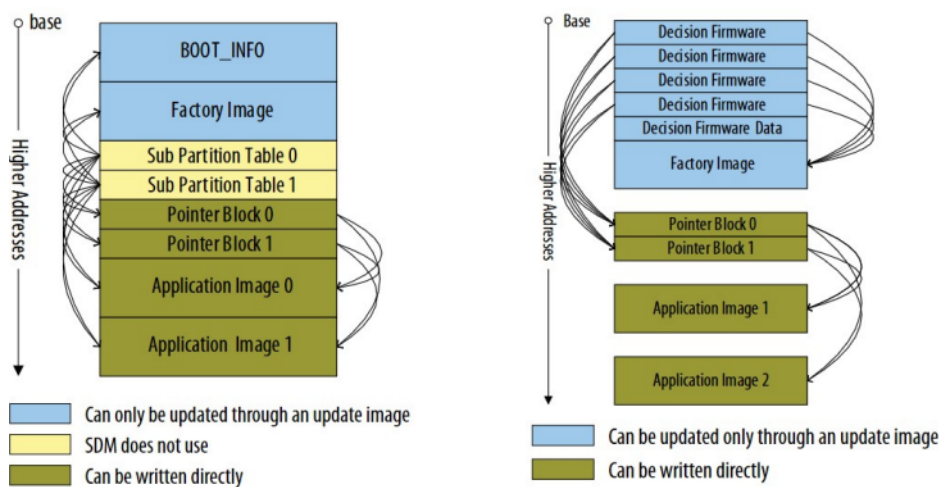 base
BOOT_INFO
Factory Image
Sub Partition Table 0
Sub Partition Table 1
Pointer Block 0
Pointer Block 1
Application Image 0
Application Image 1
Higher Addresses
Can only be updated through an update image
SDM does not use
Can be written directly
Base
Decision Firmware
Decision Firmware
Decision Firmware
Decision Firmware
Decision Firmware Data
Factory Image
Pointer Block 0
Pointer Block 1
Application Image 1
Application Image 2
Higher Addresses
Can be updated only through an update image
Can be written directly